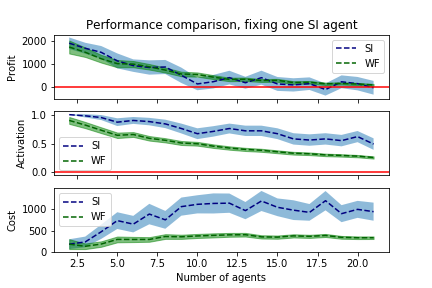 Performance comparison, fixing one SI agent
2000
1000
0
Profit
SI
WF
1.0
0.5
0.0
Activation
SI
WF
1000
500
0
Cost
SI
WF
2.5 5.0 7.5 10.0 12.5 15.0 17.5 20.0
Number of agents